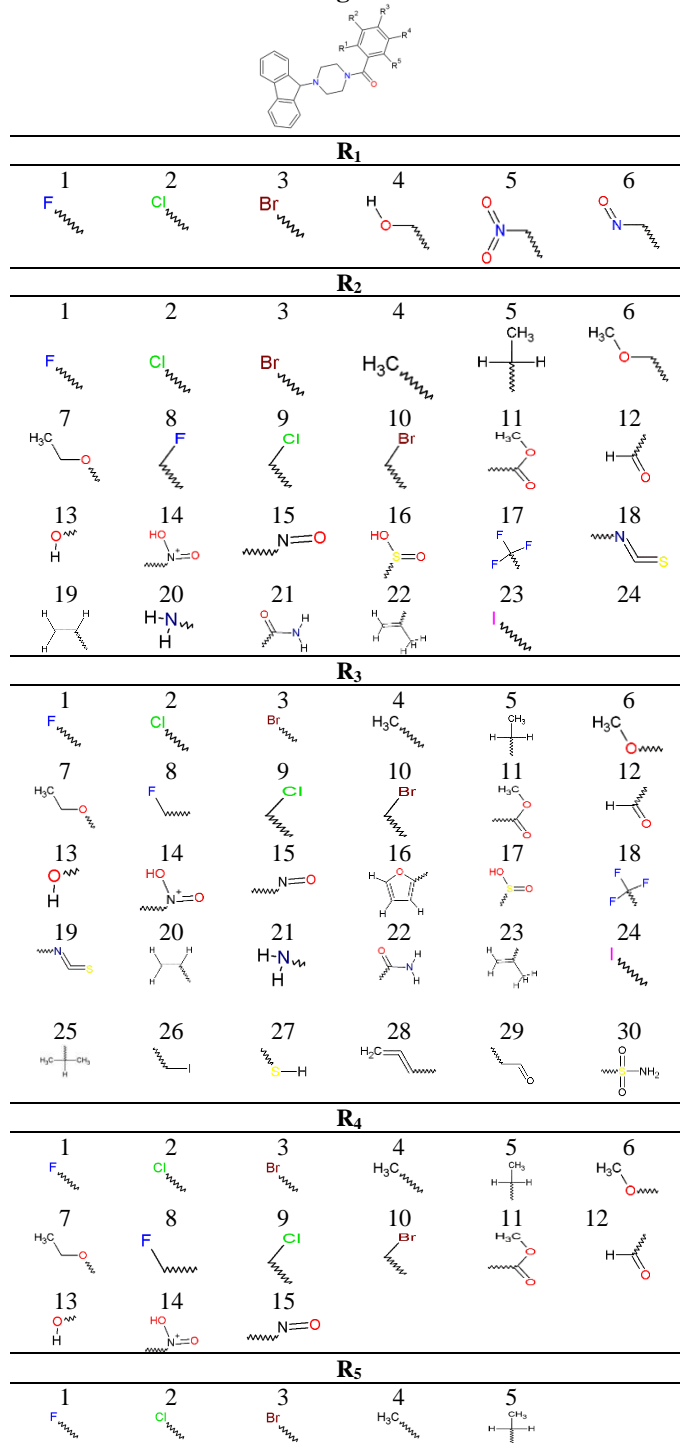 R² R³
R⁴
R¹
R⁵
N N
O
R₁
1 2 3 4 5 6
F Cl Br H O O N O O N
R₂
1 2 3 4 5 6
F Cl Br H₃C CH₃ H H H₃C O
7 8 9 10 11 12
H₃C O F Cl Br H₃C O O H O
13 14 15 16 17 18
O H HO N⁺ O N O HO S O F F F N S
19 20 21 22 23 24
H H H H N H O N H H H H CH₃ H I
R₃
1 2 3 4 5 6
F Cl Br H₃C CH₃ H H H₃C O
7 8 9 10 11 12
H₃C O F Cl Br H₃C O O H O
13 14 15 16 17 18
O H HO N⁺ O N O H O H H HO S O F F F
19 20 21 22 23 24
N S H H H H N H O N H H H H I
25 26 27 28 29 30
H₃C CH₃ H I S H H₂C O O S NH₂ O
R₄
1 2 3 4 5 6
F Cl Br H₃C CH₃ H H H₃C O
7 8 9 10 11 12
H₃C O F Cl Br H₃C O O H O
13 14 15
O H HO N⁺ O N O
R₅
1 2 3 4 5
F Cl Br H₃C CH₃ H H